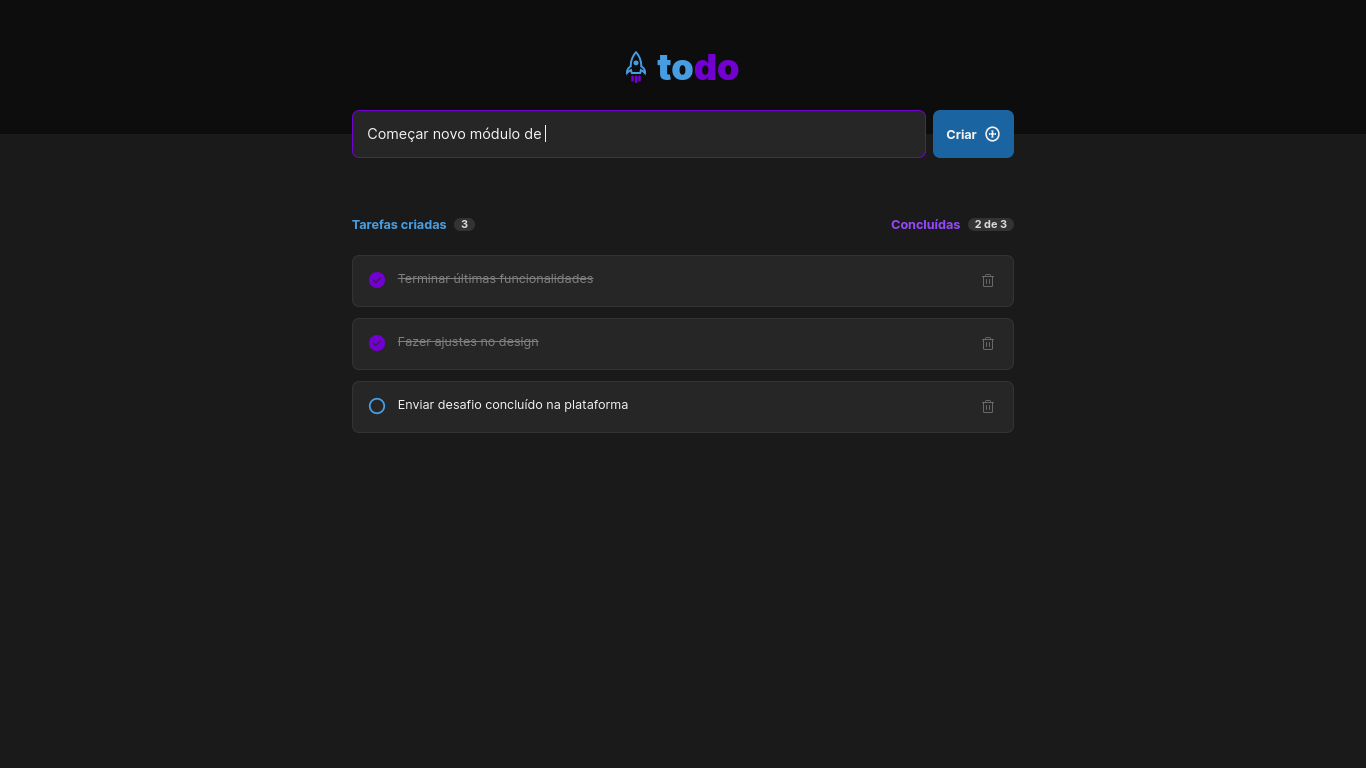 todo
Começar novo módulo de
Criar
Tarefas criadas 3
Concluídas 2 de 3
Terminar últimas funcionalidades
Fazer ajustes no design
Enviar desafio concluído na plataforma